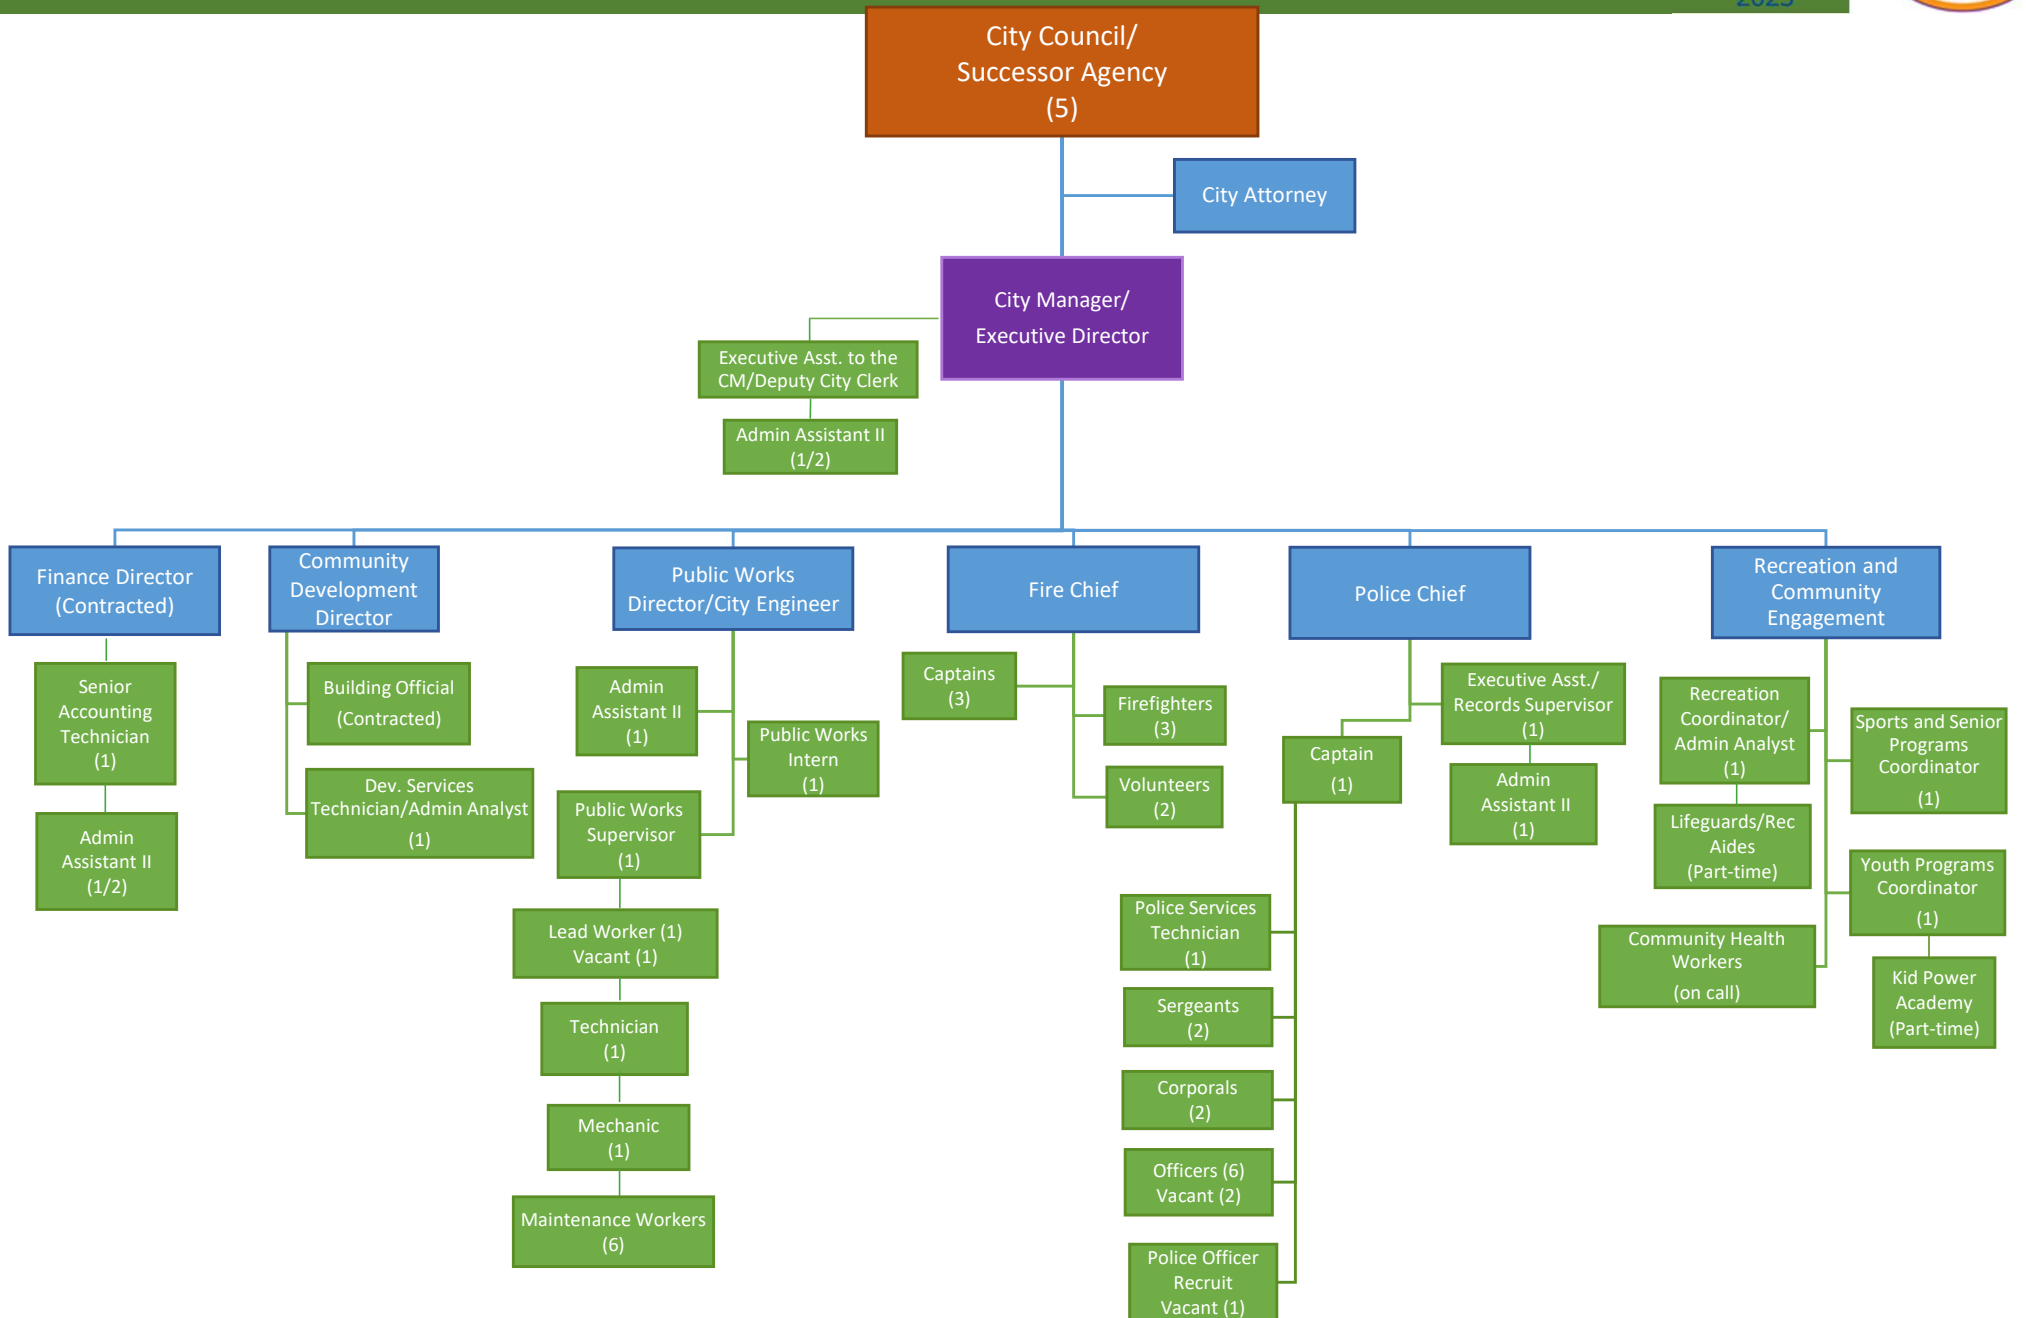 2025
City Council/
Successor Agency
(5)
City Attorney
City Manager/
Executive Director
Executive Asst. to the
CM/Deputy City Clerk
Admin Assistant II
(1/2)
Finance Director
(Contracted)
Senior
Accounting
Technician
(1)
Admin
Assistant II
(1/2)
Community
Development
Director
Building Official
(Contracted)
Dev. Services
Technician/Admin Analyst
(1)
Public Works
Director/City Engineer
Admin
Assistant II
(1)
Public Works
Intern
(1)
Public Works
Supervisor
(1)
Lead Worker (1)
Vacant (1)
Technician
(1)
Mechanic
(1)
Maintenance Workers
(6)
Fire Chief
Captains
(3)
Firefighters
(3)
Volunteers
(2)
Police Chief
Executive Asst./
Records Supervisor
(1)
Admin
Assistant II
(1)
Captain
(1)
Police Services
Technician
(1)
Sergeants
(2)
Corporals
(2)
Officers (6)
Vacant (2)
Police Officer
Recruit
Vacant (1)
Recreation and
Community
Engagement
Recreation
Coordinator/
Admin Analyst
(1)
Lifeguards/Rec
Aides
(Part-time)
Sports and Senior
Programs
Coordinator
(1)
Youth Programs
Coordinator
(1)
Kid Power
Academy
(Part-time)
Community Health
Workers
(on call)